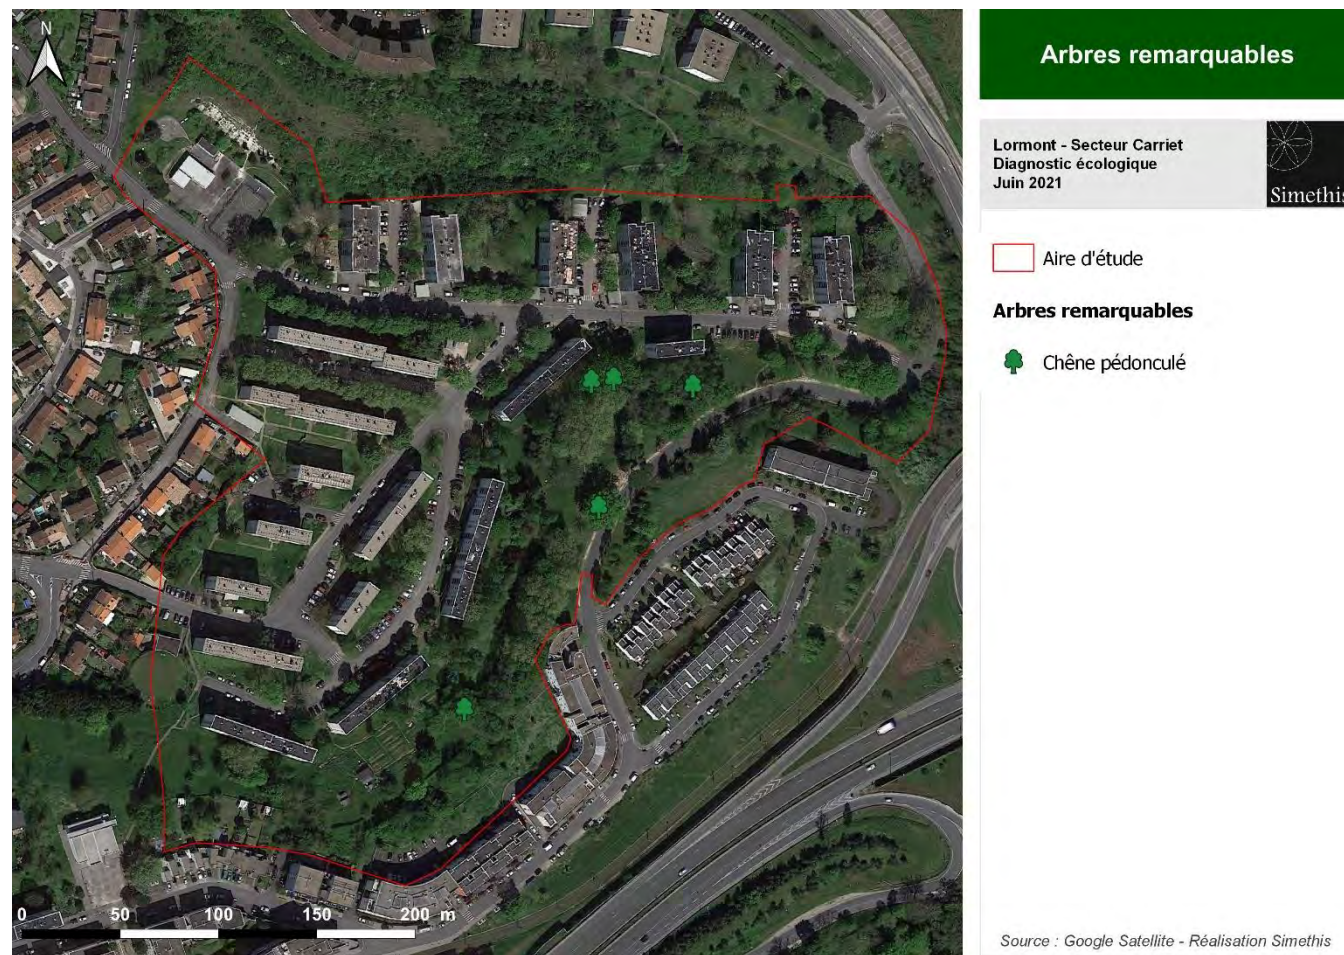 N
Arbres remarquables
Lormont - Secteur Carriet
Diagnostic écologique
Juin 2021
Simethis
Aire d'étude
Arbres remarquables
Chêne pédonculé
0 50 100 150 200 m
Source : Google Satellite - Réalisation Simethis